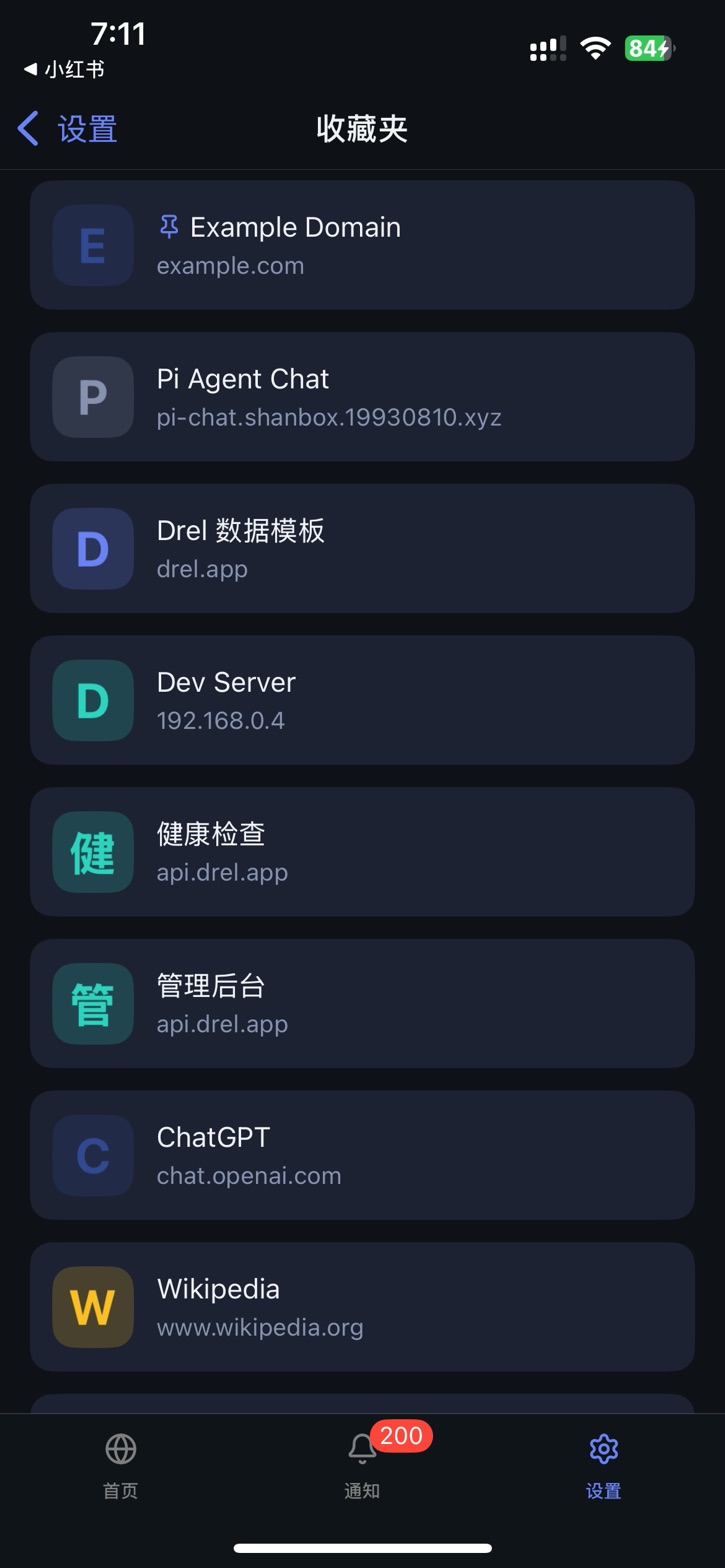 7:11
84
◀ 小红书
设置
收藏夹
E
Example Domain
example.com
P
Pi Agent Chat
pi-chat.shanbox.19930810.xyz
D
Drel 数据模板
drel.app
D
Dev Server
192.168.0.4
健
健康检查
api.drel.app
管
管理后台
api.drel.app
C
ChatGPT
chat.openai.com
W
Wikipedia
www.wikipedia.org
200
首页
通知
设置